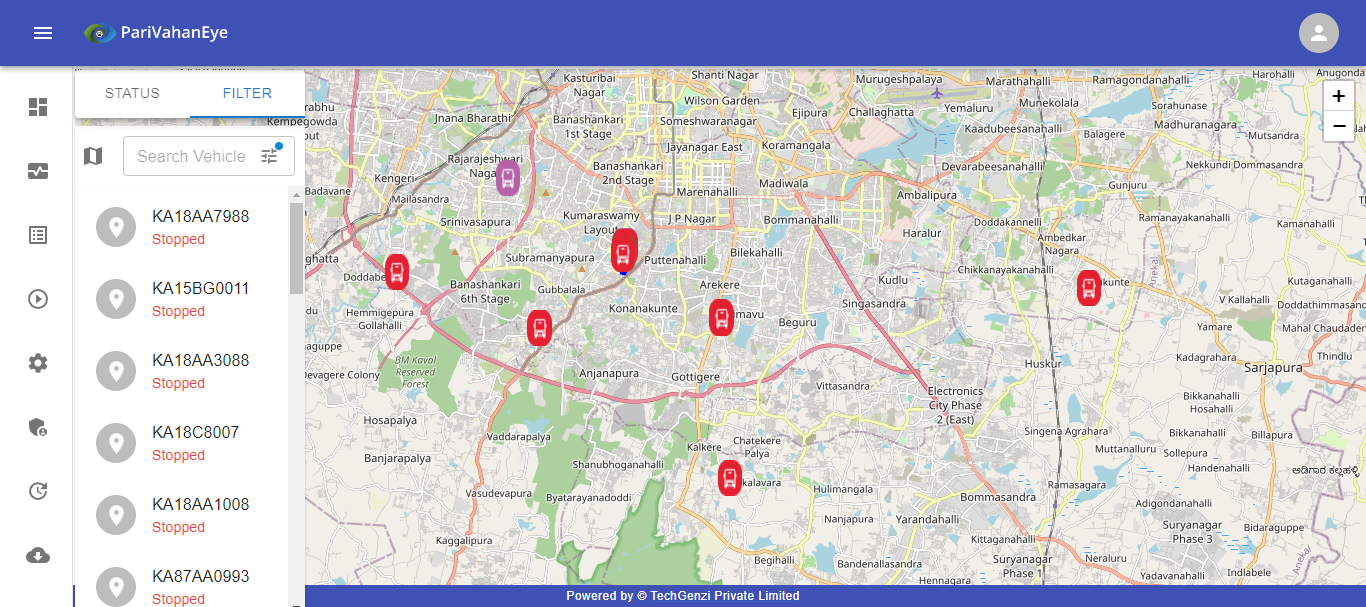 PariVahanEye
STATUS
FILTER
Search Vehicle
KA18AA7988
Stopped
KA15BG0011
Stopped
KA18AA3088
Stopped
KA18C8007
Stopped
KA18AA1008
Stopped
KA87AA0993
Stopped
+
−
Kasturibai
Nagar
Shanti Nagar
Murugeshpalaya
Marathahalli
Ramagondanahalli
Harohalli
Wilson Garden
Ejipura
Challaghatta
Yemaluru
Munekolala
Sorahunase
Jnana Bharathi
Banashankari
1st Stage
Someshwaranagar
Kaadubeesanahalli
Balagere
Madhuranagar
Mutsandra
Jayanagar East
Koramangala
Rajarajeshwari
Banashankari
2nd Stage
Devarabeesanahalli
Nekkundi Dommasandra
Kengeri
Marenahalli
Madiwala
Ambalipura
Gunjuru
Badavane
Mailasandra
Srinivasapura
Kumaraswamy
Layout
J P Nagar
Bommanahalli
Haralur
Doddakannelli
Ambedkar
Nagara
Ramanayakanahalli
Kathriguppe
Subramanyapura
Puttenahalli
Bilekahalli
Chikkanayakanahalli
Banashankari
6th Stage
Gubbalala
Arekere
Kudlu
Kutaganahalli
Hemmigepura
Gollahalli
Konanakunte
Beguru
Singasandra
V Kallahalli
Doddathimmasandra
Yamare
Mahal Chaudadenahalli
BM Kaval
Reserved
Forest
Anjanapura
Gottigere
Vittasandra
Huskur
Kadagrahara
Thindlu
Sarjapura
Devagere Colony
Electronics
City Phase
2 (East)
Bikkanahalli
Hosahalli
Hosapalya
Vaddarapalya
Kalkere
Chatekere
Palya
Singena Agrahara
Bikkanahalli
Billapura
Banjarapalya
Shanubhoganahalli
Muttanalluru
Sollepura
Handenahalli
Vasudevapura
Byatarayanadoddi
Hulimangala
Bommasandra
Ramasagara
Adigondanahalli
Nanjapura
Yarandahalli
Suryanagar
Phase 3
Bidaraguppe
Kaggalipura
Kittaganahalli
Begihalli
Bandenallasandra
Suryanagar
Phase 1
Neraluru
Yadavanahalli
Indlabele
Hennagara
Anekal
Powered by © TechGenzi Private Limited